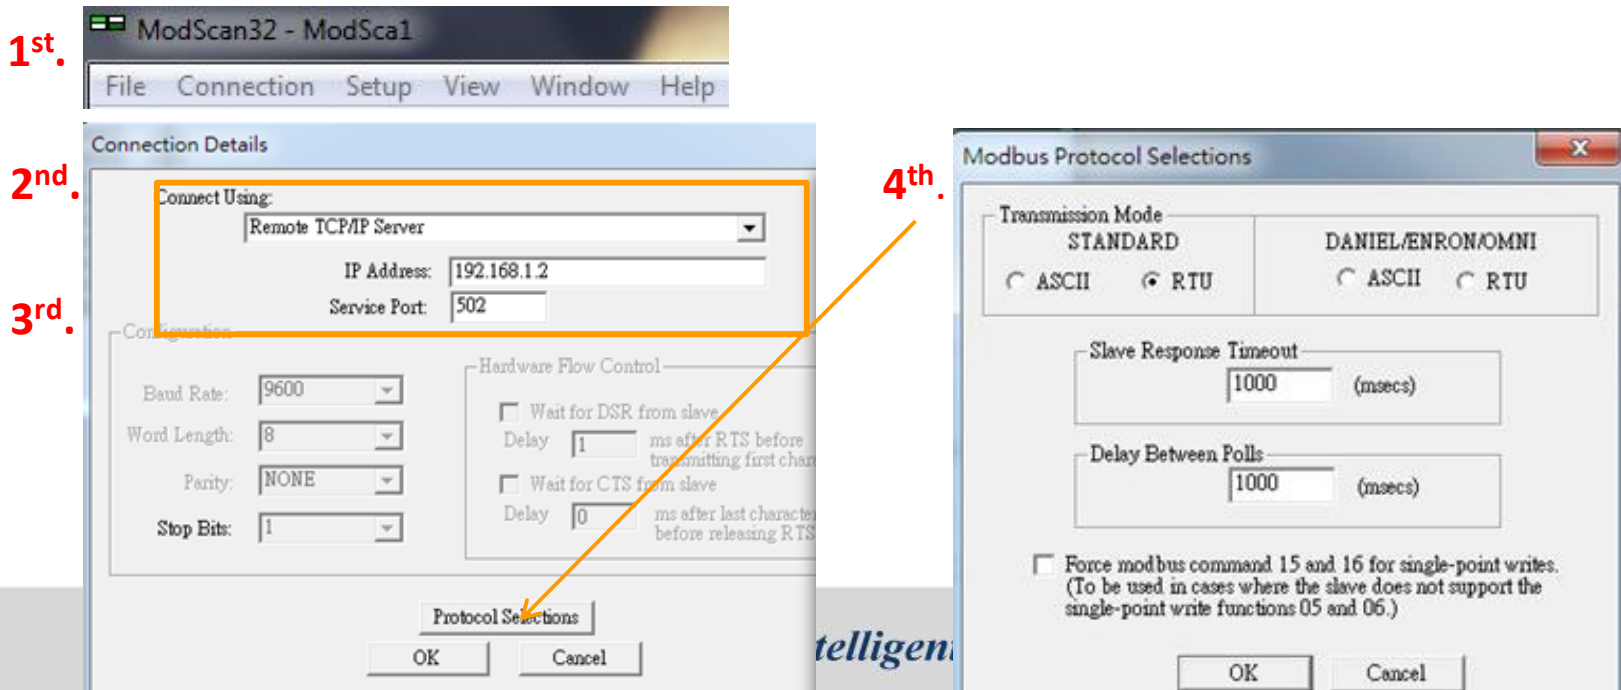 1st.
ModScan32 - ModSca1
File Connection Setup View Window Help
2nd.
Connection Details
Connect Using:
Remote TCP/IP Server
IP Address: 192.168.1.2
3rd.
Service Port: 502
Configuration
Baud Rate: 9600
Word Length: 8
Parity: NONE
Stop Bits: 1
Hardware Flow Control
Wait for DSR from slave
Delay 1 ms after RTS before
transmitting first char
Wait for CTS from slave
Delay 0 ms after last character
before releasing RTS
Protocol Selections
OK Cancel
telligen
4th.
Modbus Protocol Selections
Transmission Mode
STANDARD DANIEL/ENRON/OMNI
ASCII RTU ASCII RTU
Slave Response Timeout
1000 (msecs)
Delay Between Polls
1000 (msecs)
Force modbus command 15 and 16 for single-point writes.
(To be used in cases where the slave does not support the
single-point write functions 05 and 06.)
OK Cancel